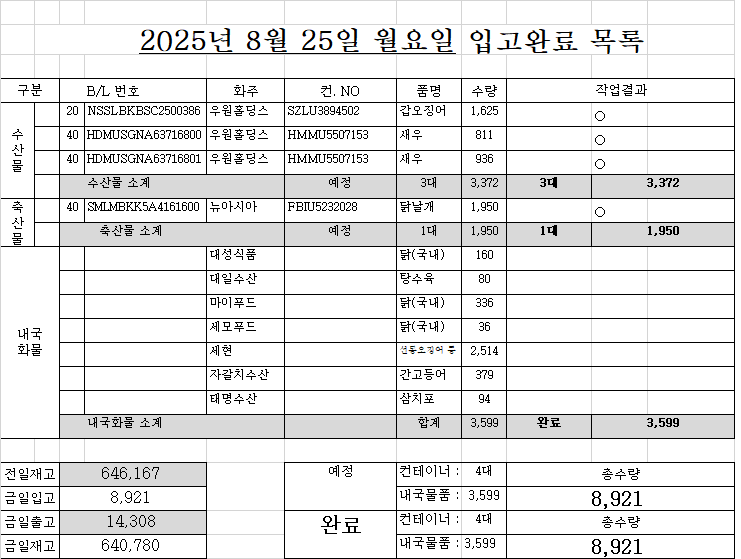 2025년 8월 25일 월요일 입고완료 목록
구분 B/L 번호 화주 컨. NO 품명 수량 작업결과
수산물
20 NSSLBKBSC2500386 우원홀딩스 SZLU3894502 갑오징어 1,625 ○
40 HDMUSGNA63716800 우원홀딩스 HMMU5507153 새우 811 ○
40 HDMUSGNA63716801 우원홀딩스 HMMU5507153 새우 936 ○
수산물 소계 예정 3대 3,372 3대 3,372
축산물
40 SMLMBKK5A4161600 뉴아시아 FBIU5232028 닭날개 1,950 ○
축산물 소계 예정 1대 1,950 1대 1,950
내국화물
대성식품 닭(국내) 160
대일수산 탕수육 80
마이푸드 닭(국내) 336
세모푸드 닭(국내) 36
세현 선동오징어 등 2,514
자갈치수산 간고등어 379
태명수산 삼치포 94
내국화물 소계 합계 3,599 완료 3,599
전일재고 646,167 예정 컨테이너 : 4대 총수량
금일입고 8,921 내국물품 : 3,599 8,921
금일출고 14,308 완료 컨테이너 : 4대 총수량
금일재고 640,780 내국물품 : 3,599 8,921